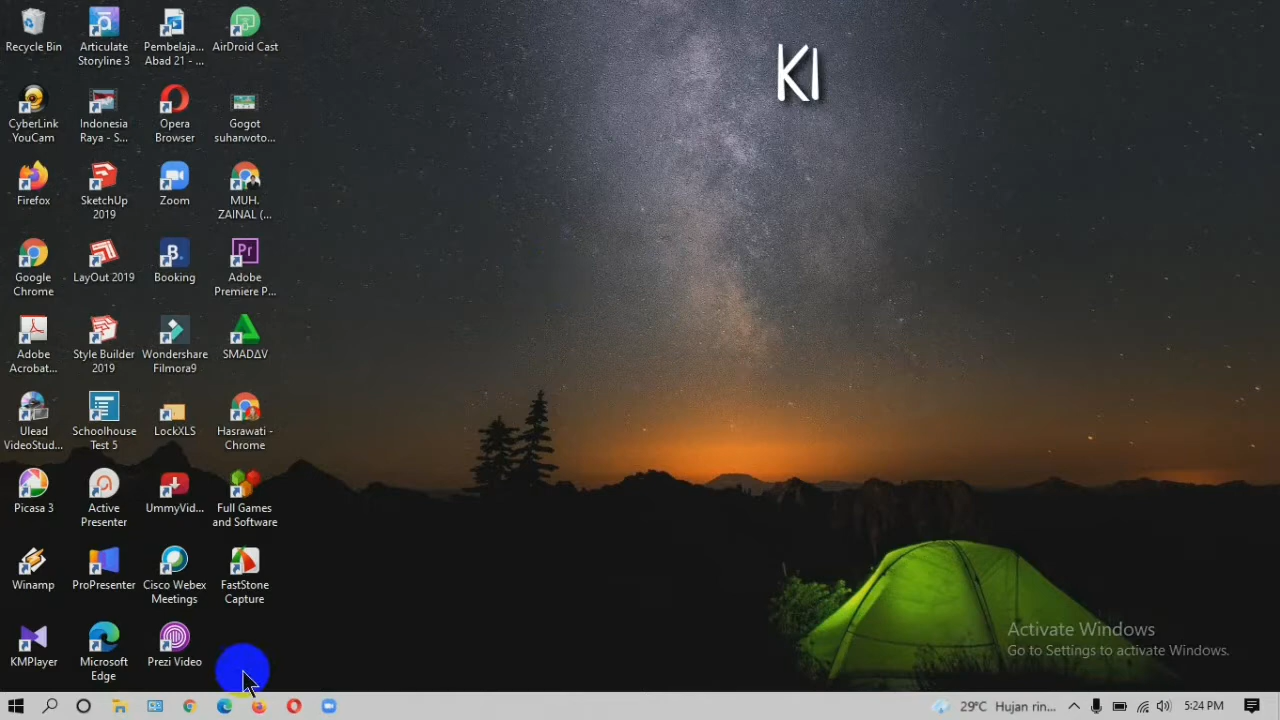 Recycle Bin
Articulate
Storyline 3
Pembelaja...
Abad 21 - ...
AirDroid Cast
KI
CyberLink
YouCam
Indonesia
Raya - S...
Opera
Browser
Gogot
suharwoto...
Firefox
SketchUp
2019
Zoom
MUH.
ZAINAL (...
Google
Chrome
LayOut 2019
Booking
Adobe
Premiere P...
Adobe
Acrobat...
Style Builder
2019
Wondershare
Filmora9
SMADΔV
Ulead
VideoStud...
Schoolhouse
Test 5
LockXLS
Hasrawati -
Chrome
Picasa 3
Active
Presenter
UmmyVid...
Full Games
and Software
Winamp
ProPresenter
Cisco Webex
Meetings
FastStone
Capture
KMPlayer
Microsoft
Edge
Prezi Video
Activate Windows
Go to Settings to activate Windows.
29°C Hujan rin... 5:24 PM